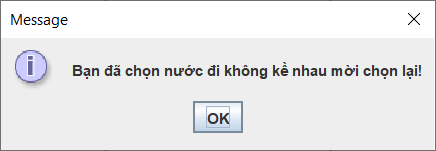 Message
Bạn đã chọn nước đi không kề nhau mời chọn lại!
OK